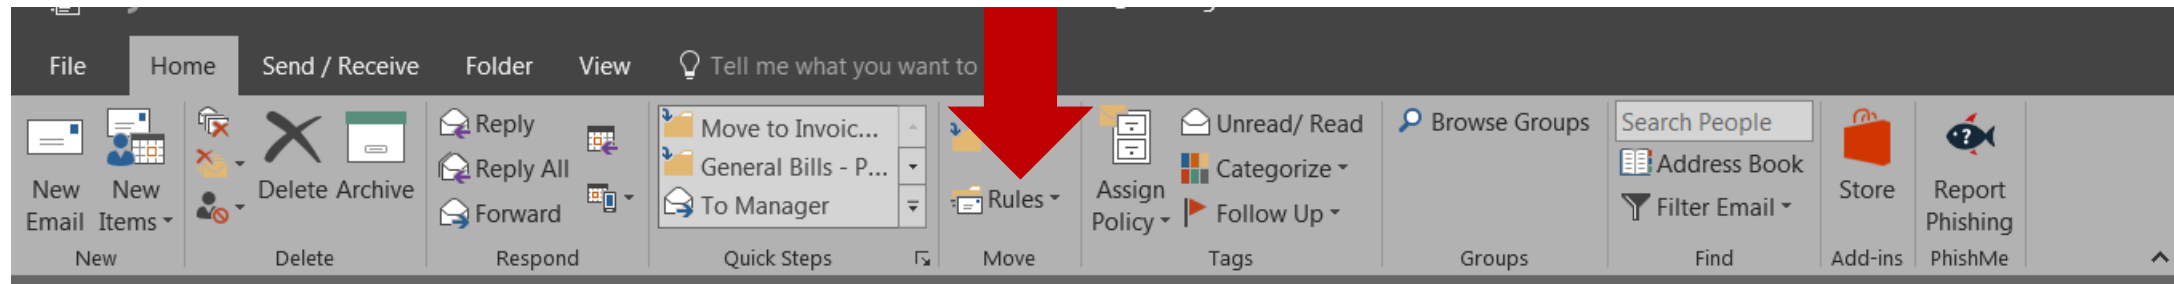 File Home Send / Receive Folder View Tell me what you want to
New Email
New Items
Delete
Archive
Reply
Reply All
Forward
Move to Invoic...
General Bills - P...
To Manager
Rules
Assign Policy
Unread/ Read
Categorize
Follow Up
Browse Groups
Search People
Address Book
Filter Email
Store
Report Phishing
New Delete Respond Quick Steps Move Tags Groups Find Add-ins PhishMe